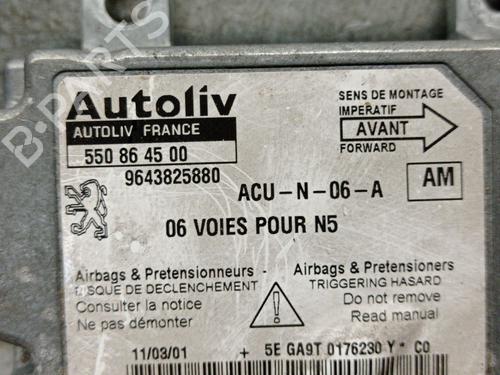 Autoliv
AUTOLIV FRANCE
550 86 45 00
9643825880
SENS DE MONTAGE
IMPERATIF
AVANT
FORWARD
ACU-N-06-A
AM
06 VOIES POUR N5
Airbags & Pretensionneurs
RISQUE DE DECLENCHEMENT
Consulter la notice
Ne pas démonter
Airbags & Pretensioners
TRIGGERING HASARD
Do not remove
Read manual
11/03/01 + 5E GA9T 0176230 Y * C0
B-PARTS